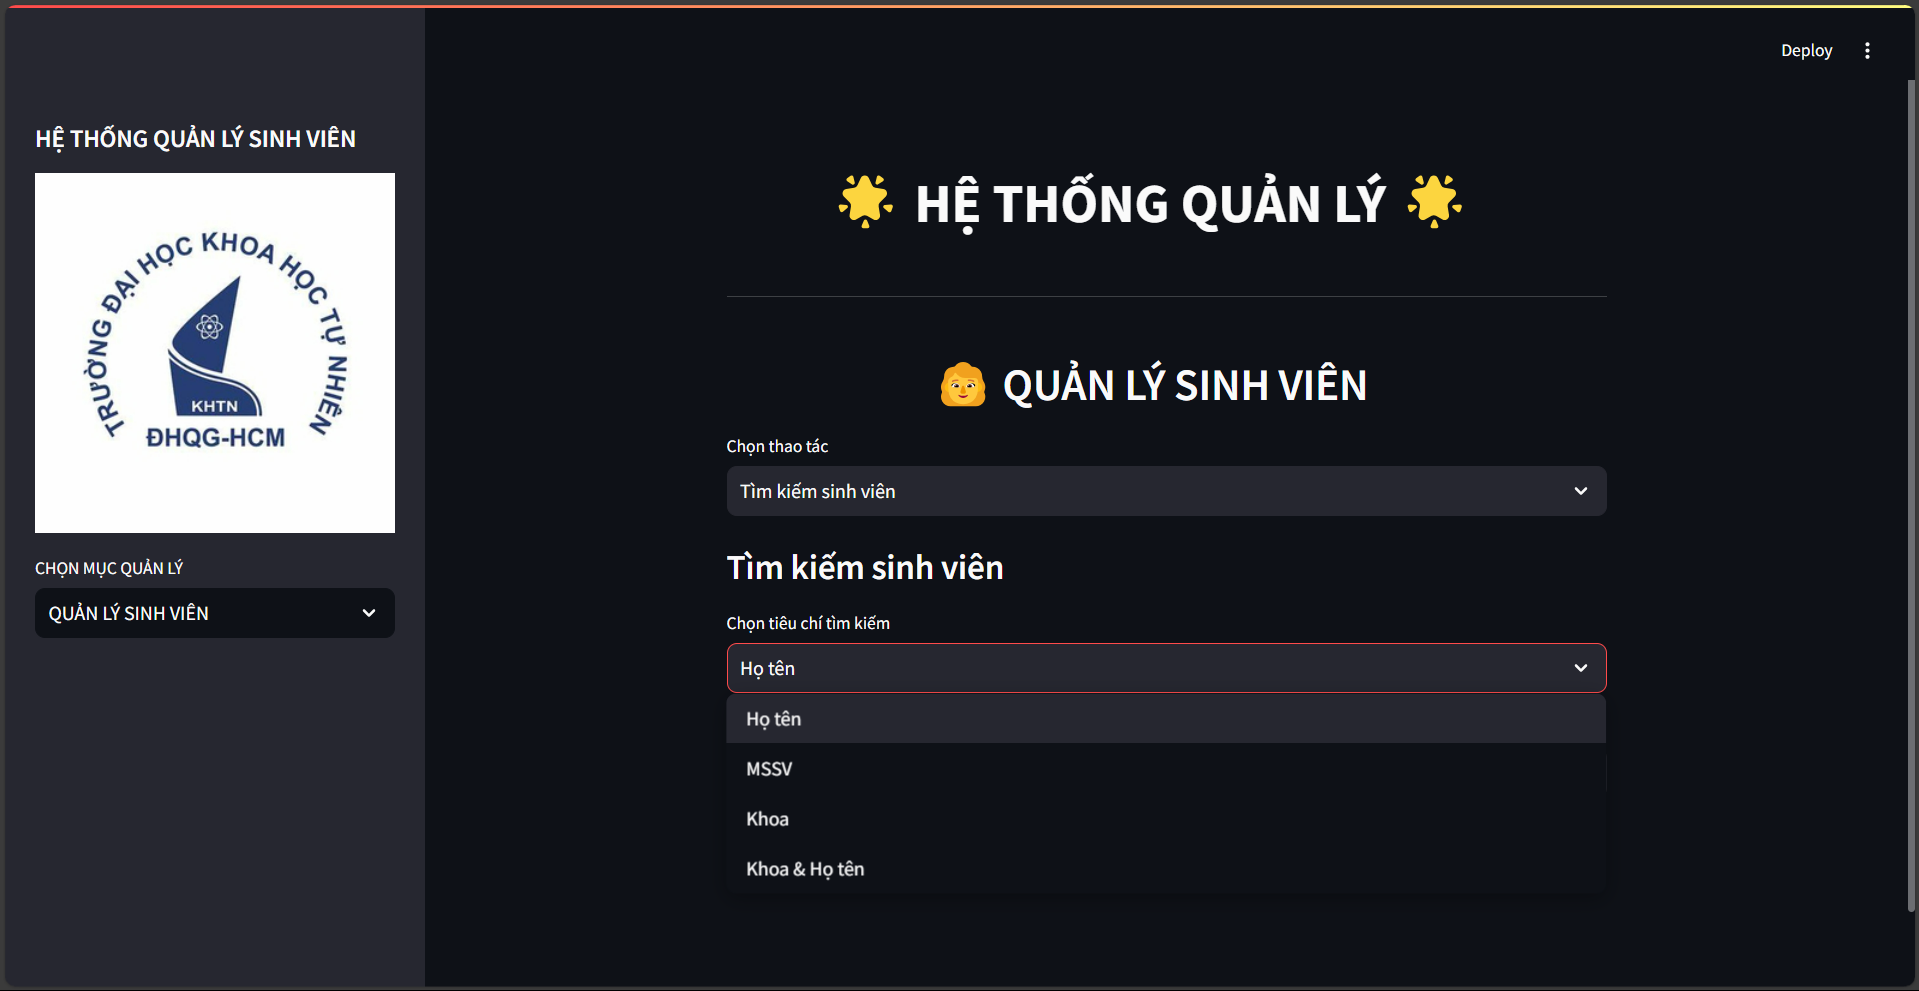 Deploy
HỆ THỐNG QUẢN LÝ SINH VIÊN
TRƯỜNG ĐẠI HỌC KHOA HỌC TỰ NHIÊN
KHTN
ĐHQG-HCM
CHỌN MỤC QUẢN LÝ
QUẢN LÝ SINH VIÊN
HỆ THỐNG QUẢN LÝ
QUẢN LÝ SINH VIÊN
Chọn thao tác
Tìm kiếm sinh viên
Tìm kiếm sinh viên
Chọn tiêu chí tìm kiếm
Họ tên
Họ tên
MSSV
Khoa
Khoa & Họ tên